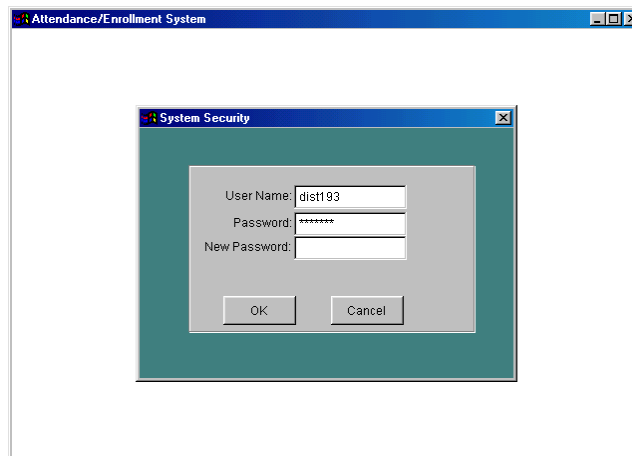 Attendance/Enrollment System
System Security
User Name: dist193
Password: *******
New Password:
OK Cancel